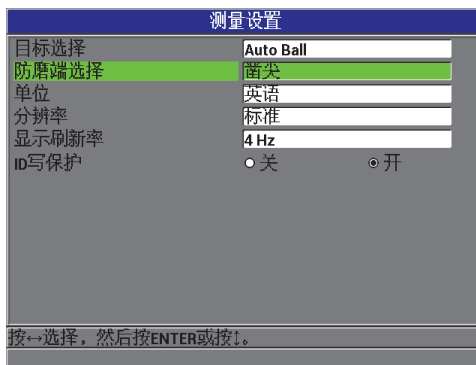 测量设置
目标选择 Auto Ball
防磨端选择 凿尖
单位 英语
分辨率 标准
显示刷新率 4 Hz
ID写保护 关 开
按↔选择，然后按ENTER或按↕。